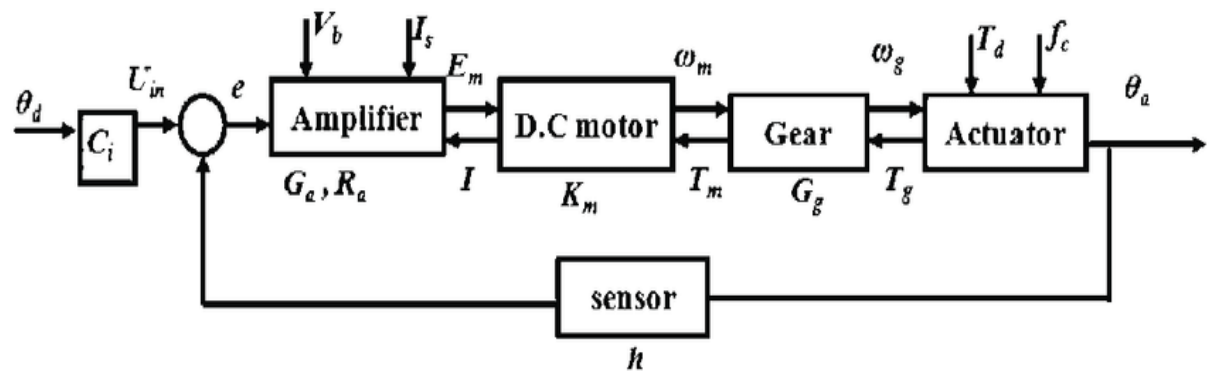 V_b
I_s
θ_d
U_in
e
E_m
ω_m
ω_g
T_d
f_c
θ_a
C_i
Amplifier
D.C motor
Gear
Actuator
G_a , R_a
I
K_m
T_m
G_g
T_g
sensor
h